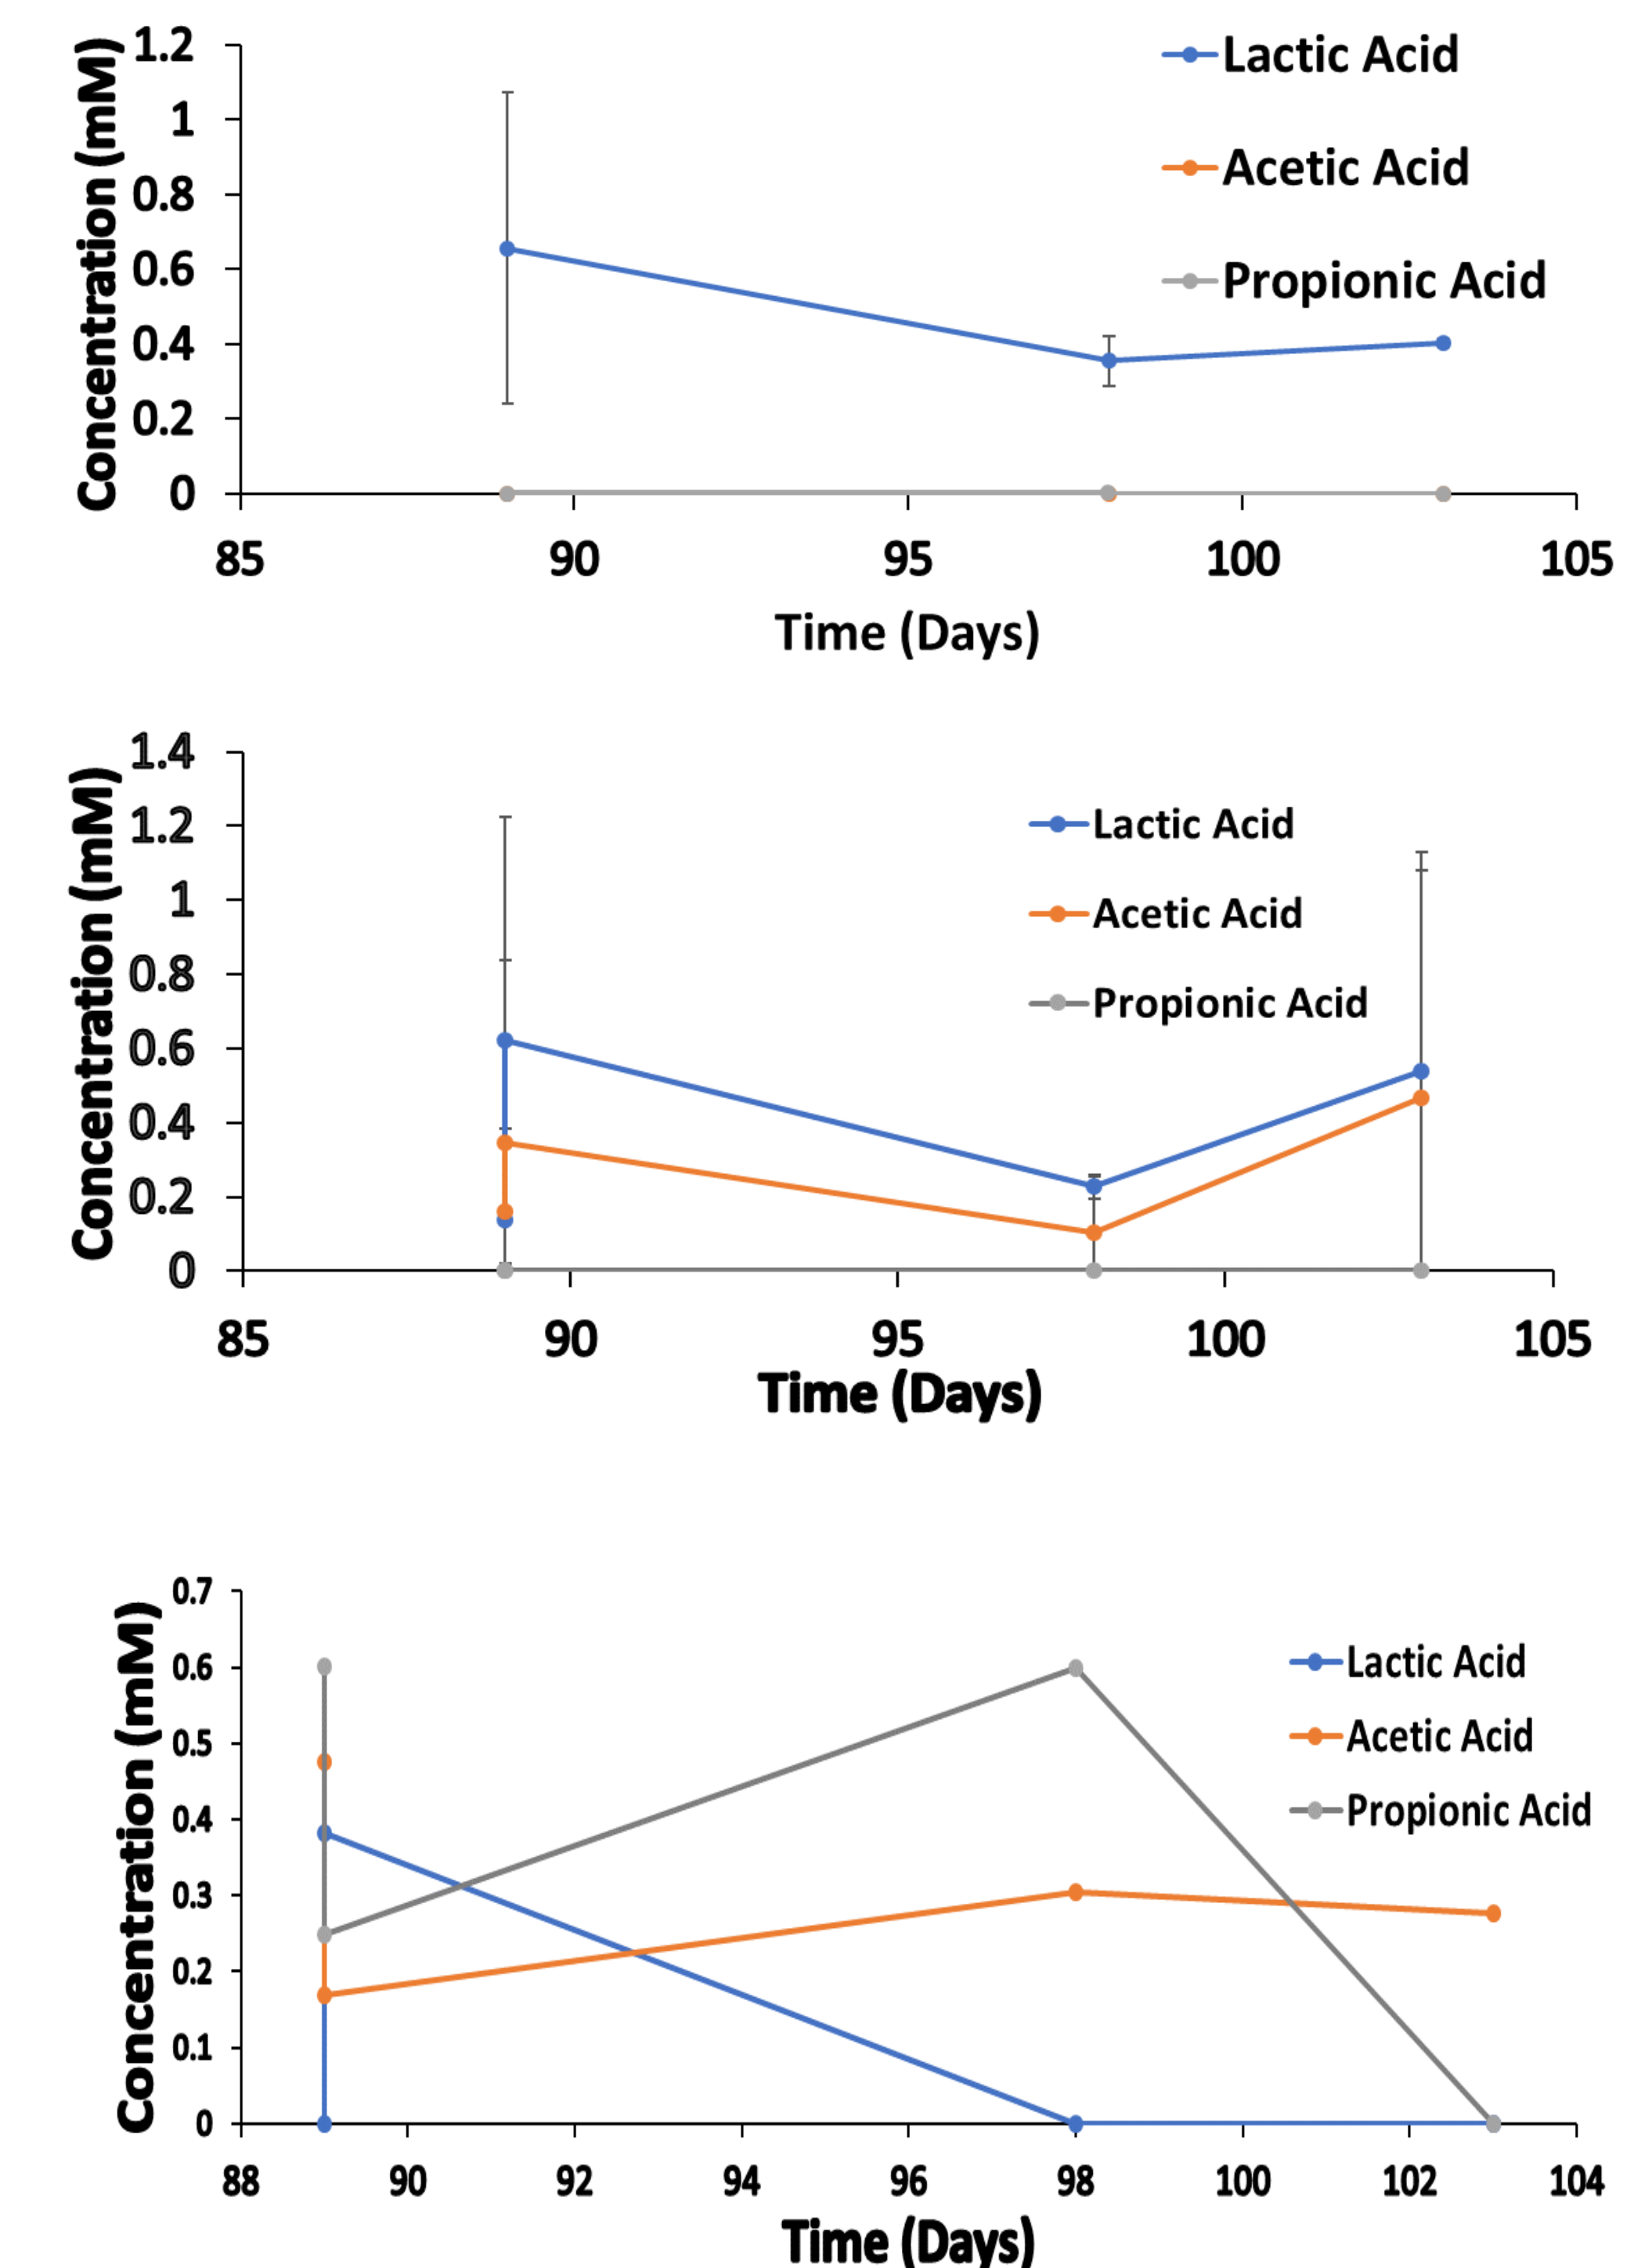 Concentration (mM)
1.2
1
0.8
0.6
0.4
0.2
0
85 90 95 100 105
Time (Days)
Lactic Acid
Acetic Acid
Propionic Acid
Concentration (mM)
1.4
1.2
1
0.8
0.6
0.4
0.2
0
85 90 95 100 105
Time (Days)
Lactic Acid
Acetic Acid
Propionic Acid
Concentration (mM)
0.7
0.6
0.5
0.4
0.3
0.2
0.1
0
88 90 92 94 96 98 100 102 104
Time (Days)
Lactic Acid
Acetic Acid
Propionic Acid